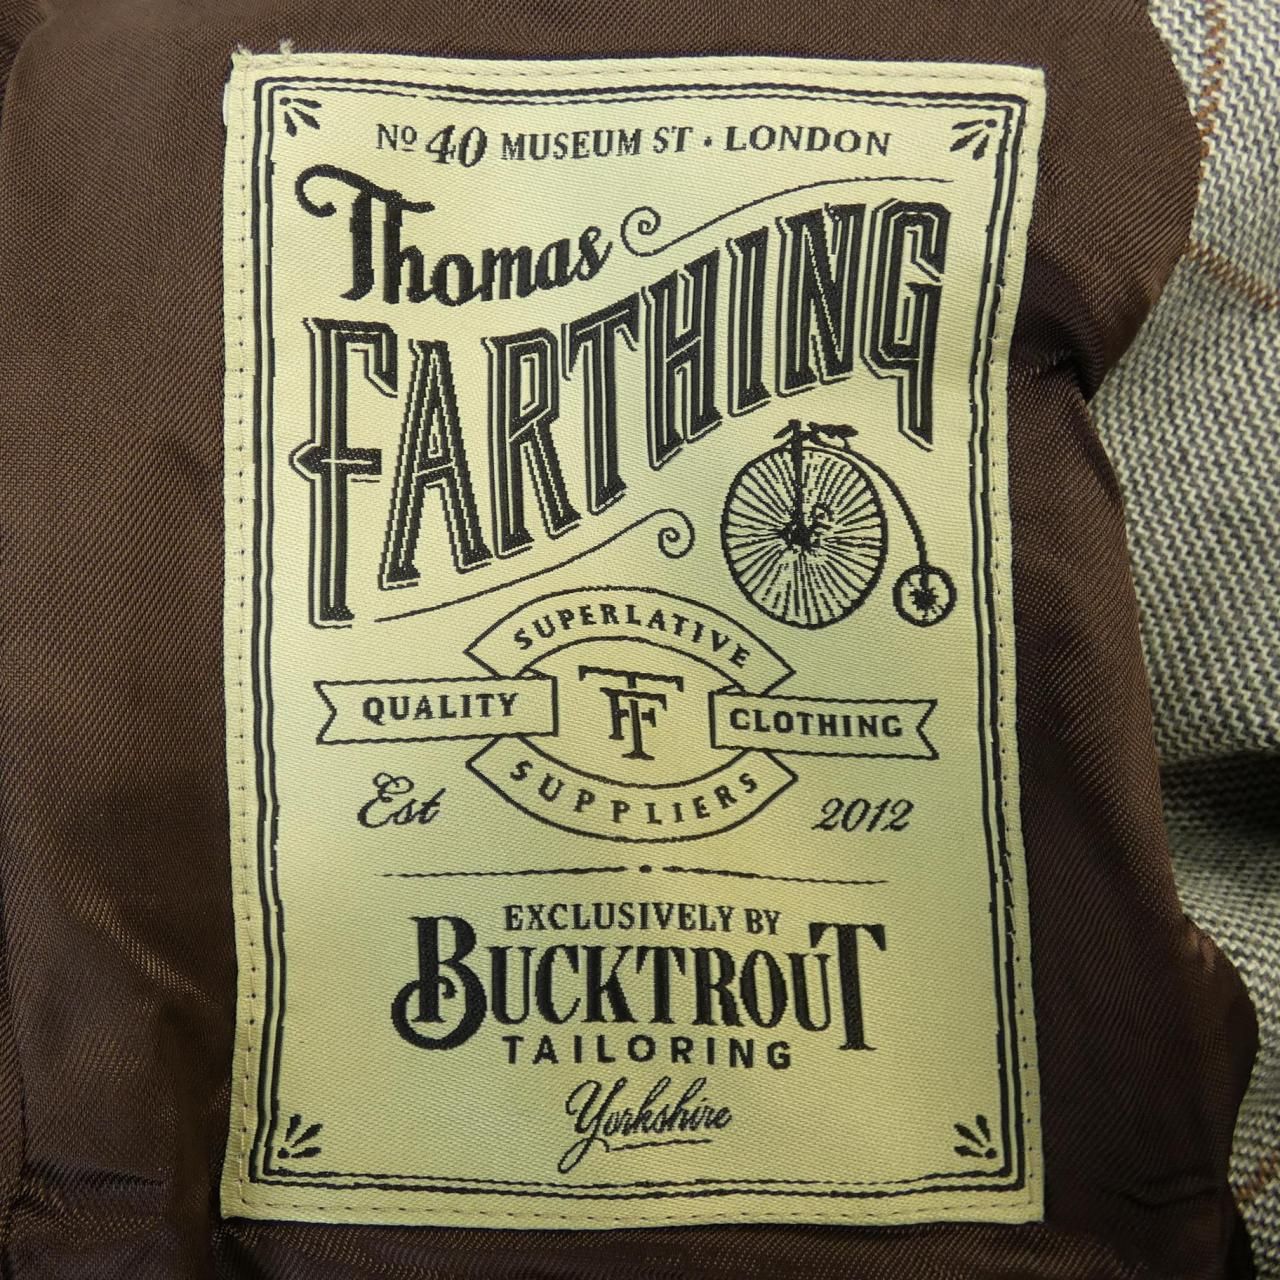 Nº 40 MUSEUM ST · LONDON
Thomas
FARTHING
SUPERLATIVE
QUALITY TF CLOTHING
SUPPLIERS
Est 2012
EXCLUSIVELY BY
BUCKTROUT
TAILORING
Yorkshire